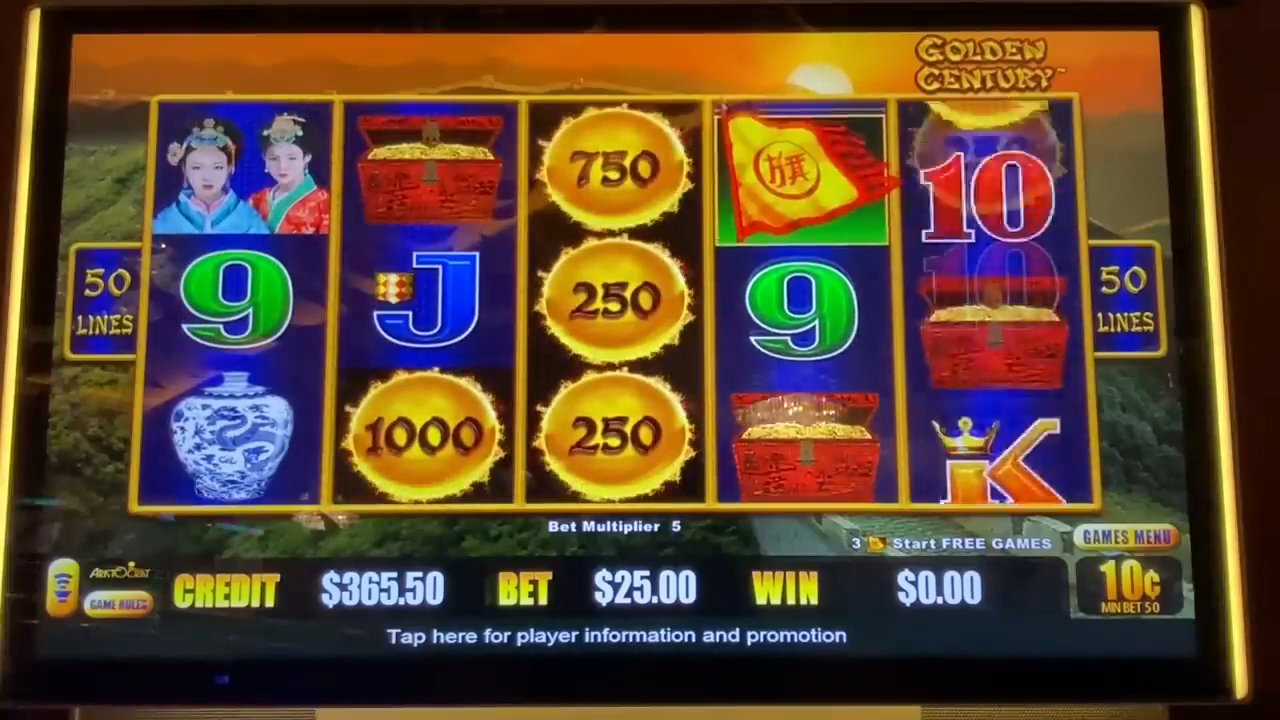 GOLDEN
CENTURY™
750
10
50
LINES
9
J
250
9
50
LINES
1000
250
K
Bet Multiplier 5
3 Start FREE GAMES
GAMES MENU
ARISTOCRAT
GAME RULES
CREDIT $365.50 BET $25.00 WIN $0.00
10¢
MIN BET 50
Tap here for player information and promotion